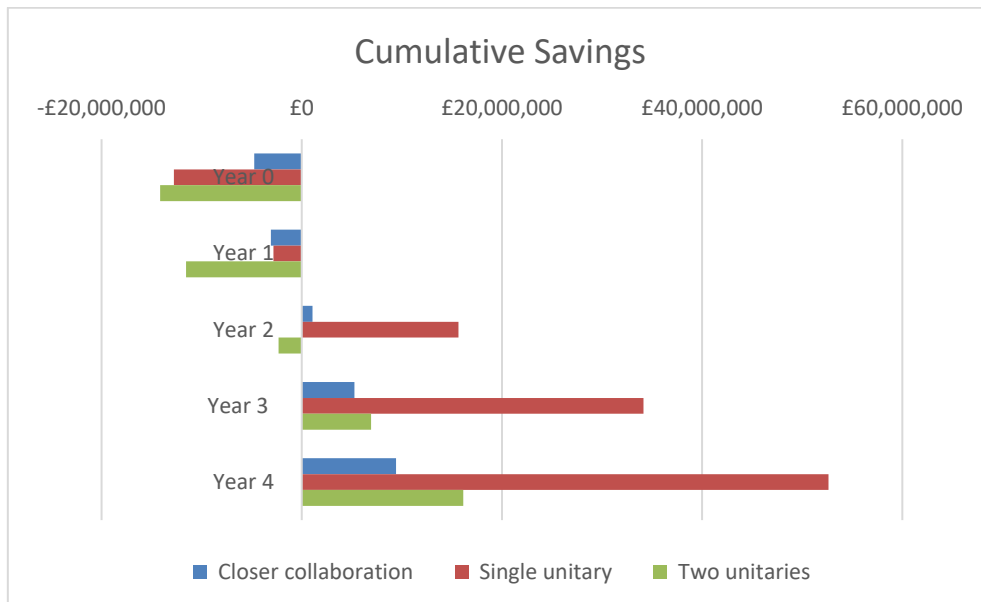 Cumulative Savings
-£20,000,000 £0 £20,000,000 £40,000,000 £60,000,000
Year 0
Year 1
Year 2
Year 3
Year 4
Closer collaboration Single unitary Two unitaries